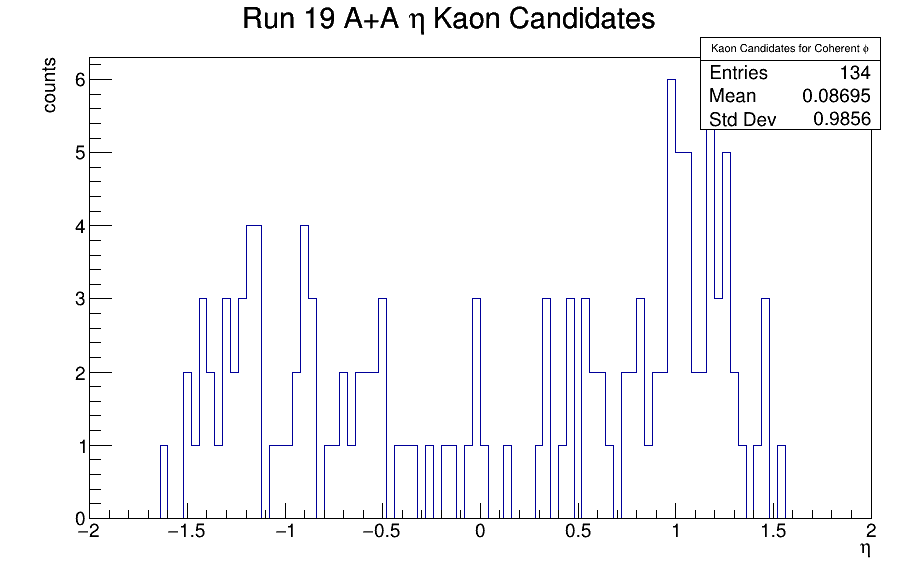 Run 19 A+A η Kaon Candidates
counts
Kaon Candidates for Coherent ϕ
Entries 134
Mean 0.08695
Std Dev 0.9856
6
5
4
3
2
1
0
−2 −1.5 −1 −0.5 0 0.5 1 1.5 2
η